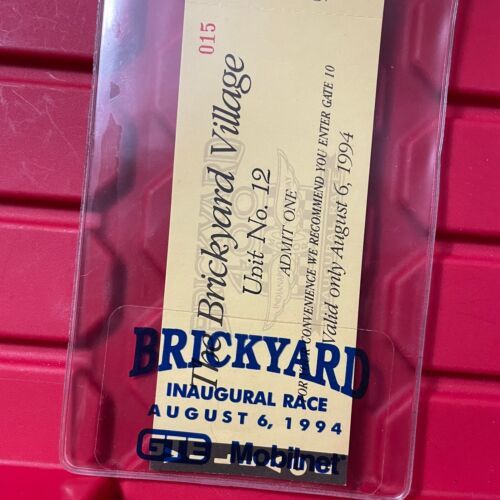 015
The Brickyard Village
Unit No. 12
ADMIT ONE
FOR YOUR CONVENIENCE WE RECOMMEND YOU ENTER GATE 10
Valid only August 6, 1994
BRICKYARD
INAUGURAL RACE
AUGUST 6, 1994
GTE Mobilnet